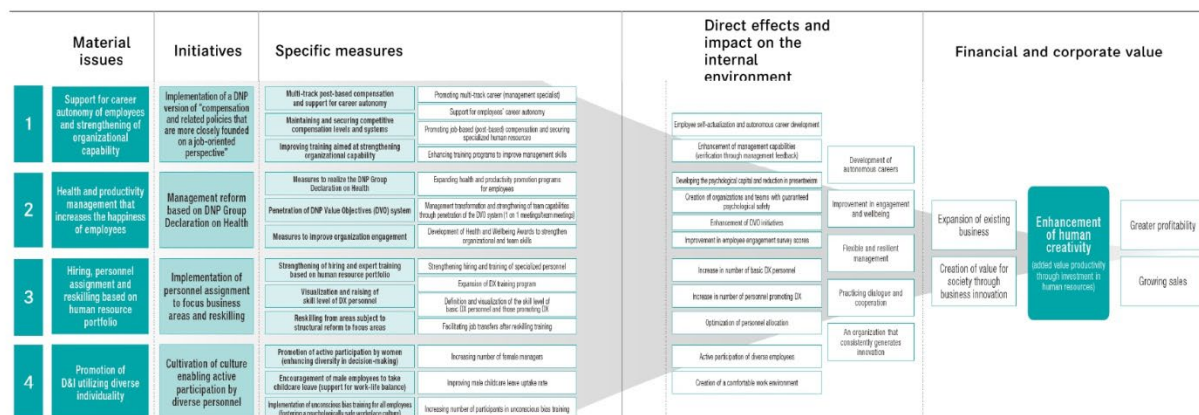 Material
issues
Initiatives
Specific measures
Direct effects and
impact on the
internal
environment
Financial and corporate value
1
Support for career
autonomy of employees
and strengthening of
organizational
capability
Implementation of a DNP
version of "compensation
and related policies that
are more closely founded
on a job-oriented
perspective"
Multi-track post-based compensation
and support for career autonomy
Maintaining and securing competitive
compensation levels and systems
Improving training aimed at strengthening
organizational capability
Promoting multi-track career (management specialist)
Support for employees' career autonomy
Promoting job-based (post-based) compensation and securing
specialized human resources
Enhancing training programs to improve management skills
2
Health and productivity
management that
increases the happiness
of employees
Management reform
based on DNP Group
Declaration on Health
Measures to realize the DNP Group
Declaration on Health
Penetration of DNP Value Objectives (DVO) system
Measures to improve organization engagement
Expanding health and productivity promotion programs
for employees
Management transformation and strengthening of team capabilities
through penetration of the DVO system (1 on 1 meetings/team meetings)
Development of Health and Wellbeing Awards to strengthen
organizational and team skills
3
Hiring, personnel
assignment and
reskilling based on
human resource
portfolio
Implementation of
personnel assignment
to focus business
areas and reskilling
Strengthening of hiring and expert training
based on human resource portfolio
Visualization and raising of
skill level of DX personnel
Reskilling from areas subject to
structural reform to focus areas
Strengthening hiring and training of specialized personnel
Expansion of DX training program
Definition and visualization of the skill level of
basic DX personnel and those promoting DX
Facilitating job transfers after reskilling training
4
Promotion of
D&I utilizing diverse
individuality
Cultivation of culture
enabling active
participation by
diverse personnel
Promotion of active participation by women
(enhancing diversity in decision-making)
Encouragement of male employees to take
childcare leave (support for work-life balance)
Implementation of unconscious bias training for all employees
(fostering a psychologically safe workplace culture)
Increasing number of female managers
Improving male childcare leave uptake rate
Increasing number of participants in unconscious bias training
Employee self-actualization and autonomous career development
Enhancement of management capabilities
(verification through management feedback)
Developing the psychological capital and reduction in presenteeism
Creation of organizations and teams with guaranteed
psychological safety
Enhancement of DVO initiatives
Improvement in employee engagement survey scores
Increase in number of basic DX personnel
Increase in number of personnel promoting DX
Optimization of personnel allocation
Active participation of diverse employees
Creation of a comfortable work environment
Development of
autonomous careers
Improvement in engagement
and wellbeing
Flexible and resilient
management
Practicing dialogue and
cooperation
An organization that
consistently generates
innovation
Expansion of existing
business
Creation of value for
society through
business innovation
Enhancement
of human
creativity
(added value productivity
through investment in
human resources)
Greater profitability
Growing sales